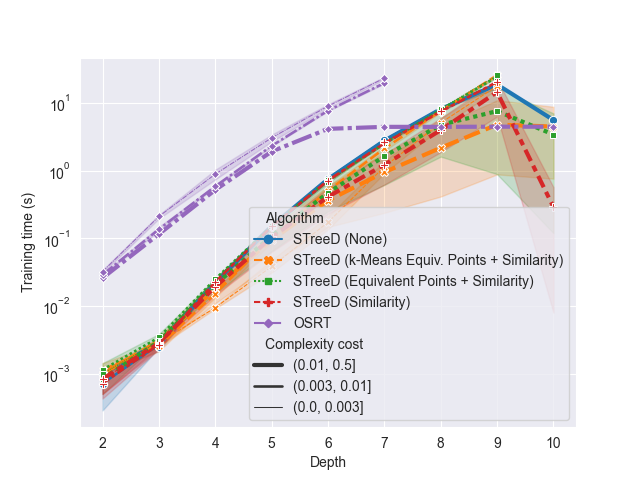 10¹
10⁰
10⁻¹
10⁻²
10⁻³
Training time (s)
Algorithm
STreeD (None)
STreeD (k-Means Equiv. Points + Similarity)
STreeD (Equivalent Points + Similarity)
STreeD (Similarity)
OSRT
Complexity cost
(0.01, 0.5]
(0.003, 0.01]
(0.0, 0.003]
2 3 4 5 6 7 8 9 10
Depth